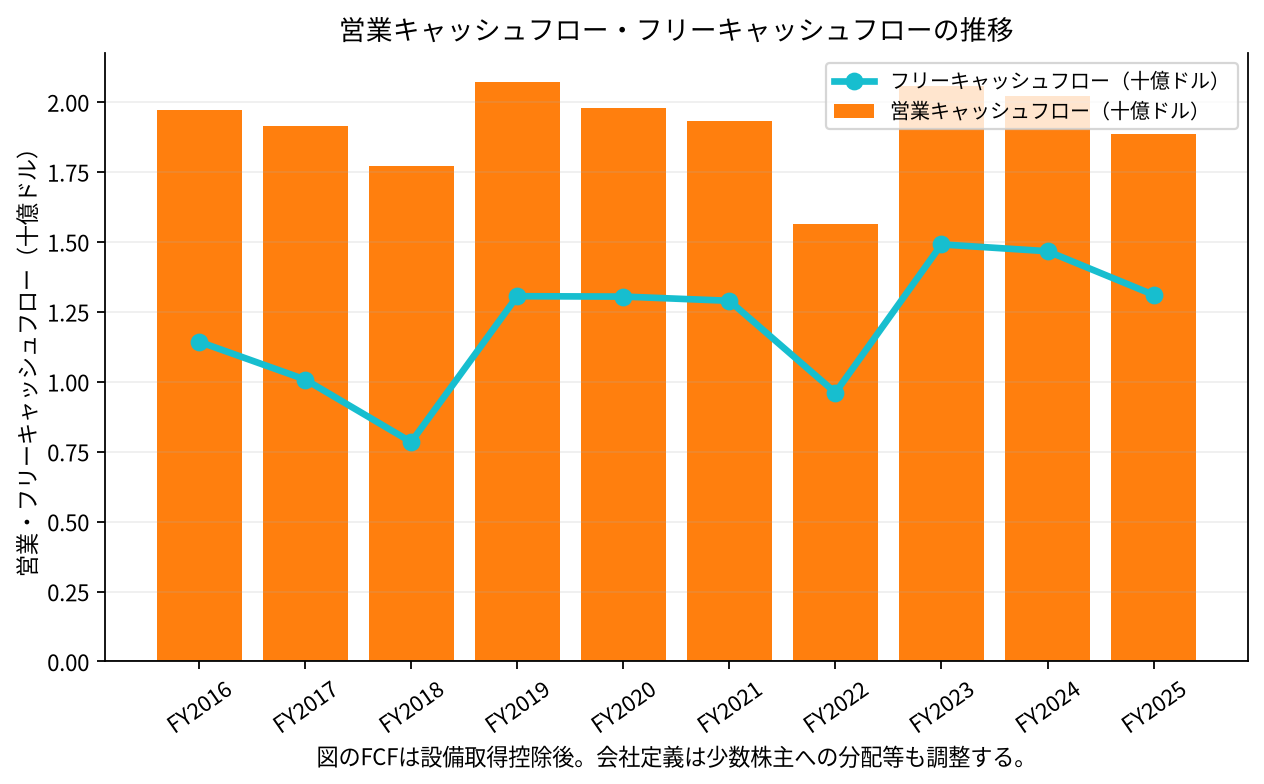 営業キャッシュフロー・フリーキャッシュフローの推移
フリーキャッシュフロー（十億ドル）
営業キャッシュフロー（十億ドル）
営業・フリーキャッシュフロー（十億ドル）
2.00
1.75
1.50
1.25
1.00
0.75
0.50
0.25
0.00
FY2016
FY2017
FY2018
FY2019
FY2020
FY2021
FY2022
FY2023
FY2024
FY2025
図のFCFは設備取得控除後。会社定義は少数株主への分配等も調整する。